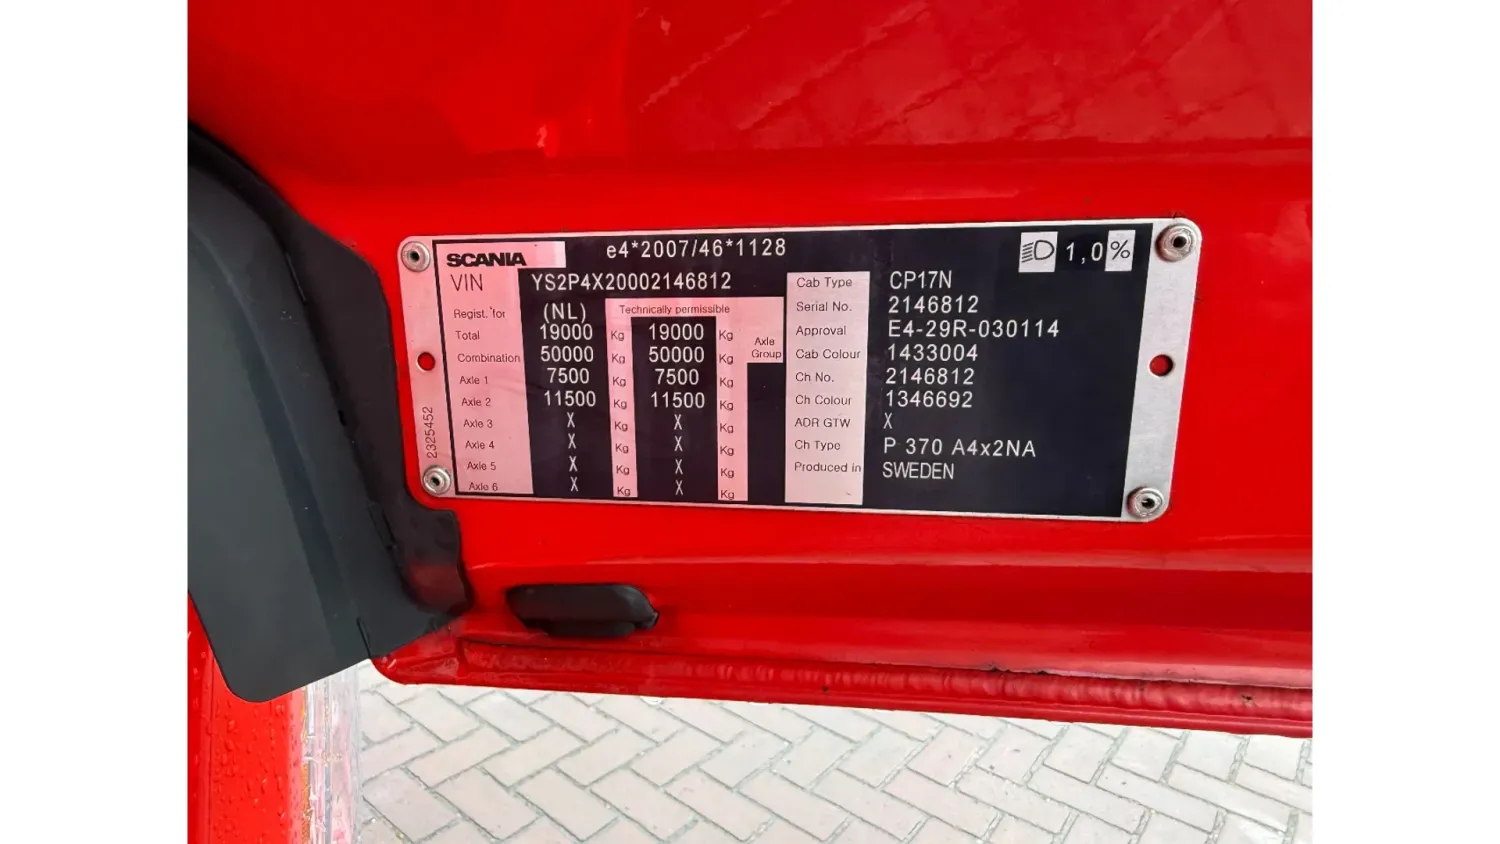 SCANIA e4*2007/46*1128 1,0%
VIN YS2P4X20002146812
Regist. for (NL) Technically permissible
Total 19000 Kg 19000 Kg
Combination 50000 Kg 50000 Kg Axle Group
Axle 1 7500 Kg 7500 Kg
Axle 2 11500 Kg 11500 Kg
Axle 3 X Kg X Kg
Axle 4 X Kg X Kg
Axle 5 X Kg X Kg
Axle 6 X Kg X Kg
Cab Type CP17N
Serial No. 2146812
Approval E4-29R-030114
Cab Colour 1433004
Ch No. 2146812
Ch Colour 1346692
ADR GTW X
Ch Type P 370 A4x2NA
Produced in SWEDEN
2325452